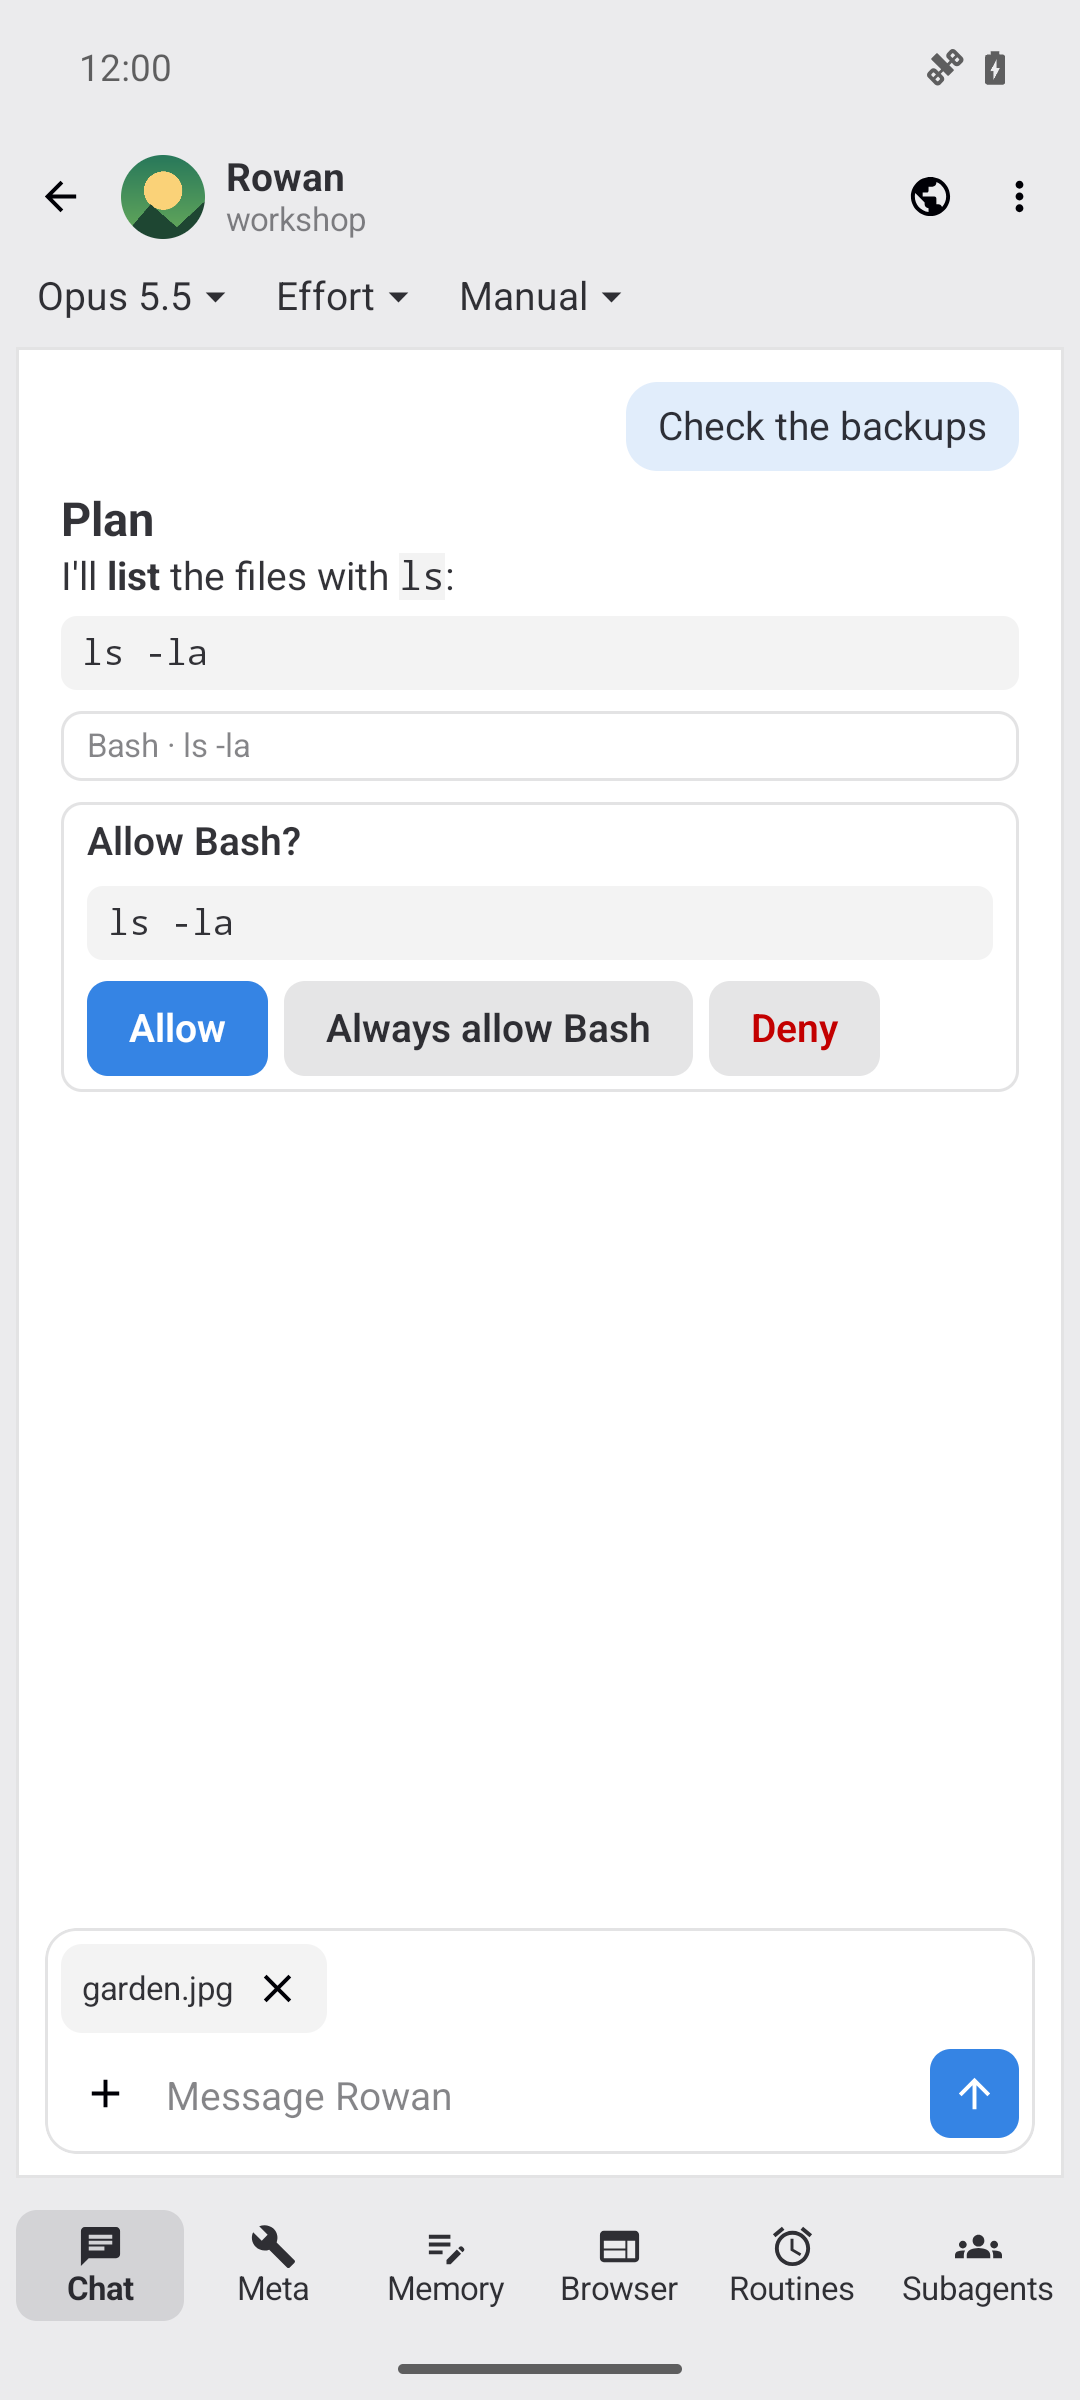 12:00
Rowan
workshop
Opus 5.5
Effort
Manual
Check the backups
Plan
I'll list the files with ls:
ls -la
Bash · ls -la
Allow Bash?
ls -la
Allow
Always allow Bash
Deny
garden.jpg
Message Rowan
Chat
Meta
Memory
Browser
Routines
Subagents